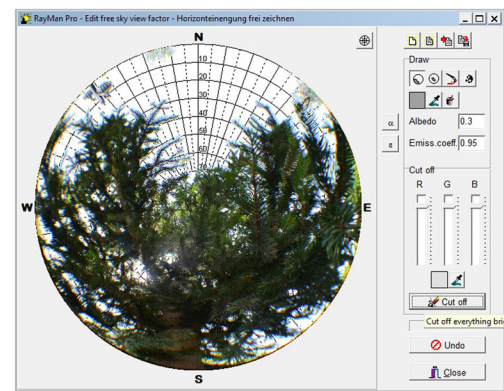 RayMan Pro - Edit free sky view factor - Horizonteinengung frei zeichnen
N
10
20
30
40
50
60
70
W
E
S
Draw
α
Albedo 0.3
ε
Emiss.coeff. 0.95
Cut off
R G B
Cut off
Cut off everything bri
Undo
Close